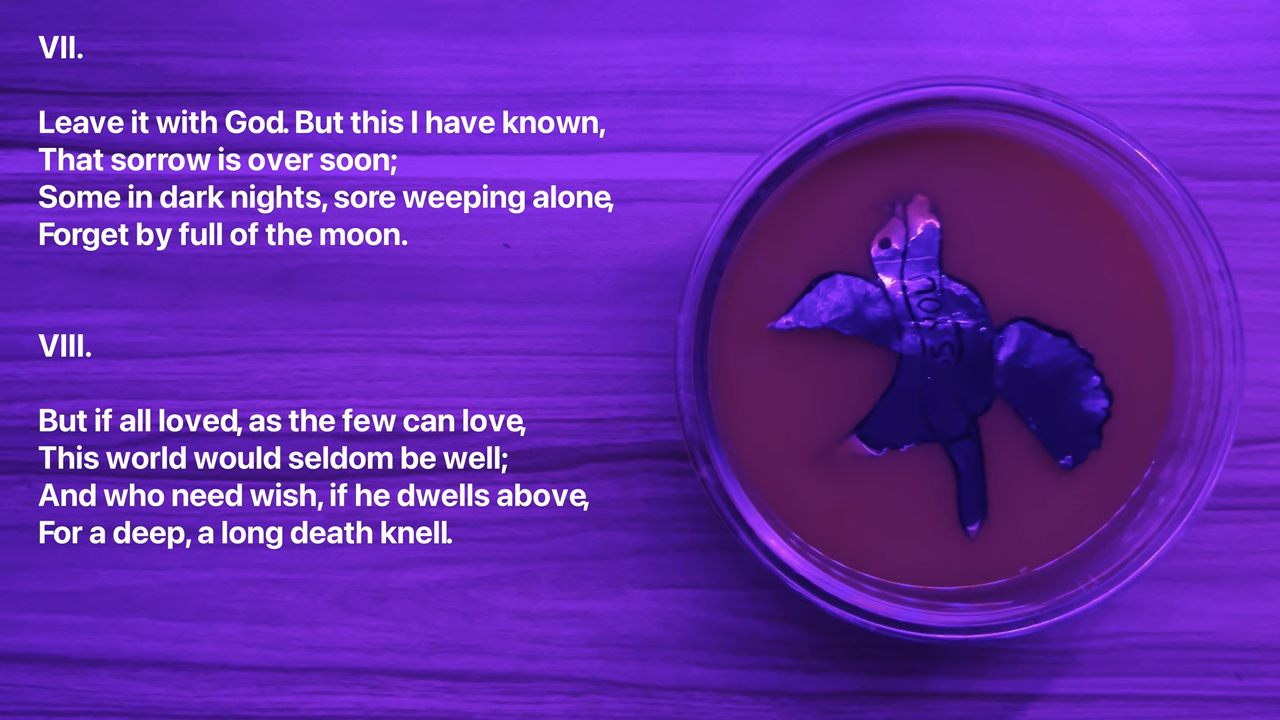 VII.
Leave it with God. But this I have known,
That sorrow is over soon;
Some in dark nights, sore weeping alone,
Forget by full of the moon.
VIII.
But if all loved, as the few can love,
This world would seldom be well;
And who need wish, if he dwells above,
For a deep, a long death knell.